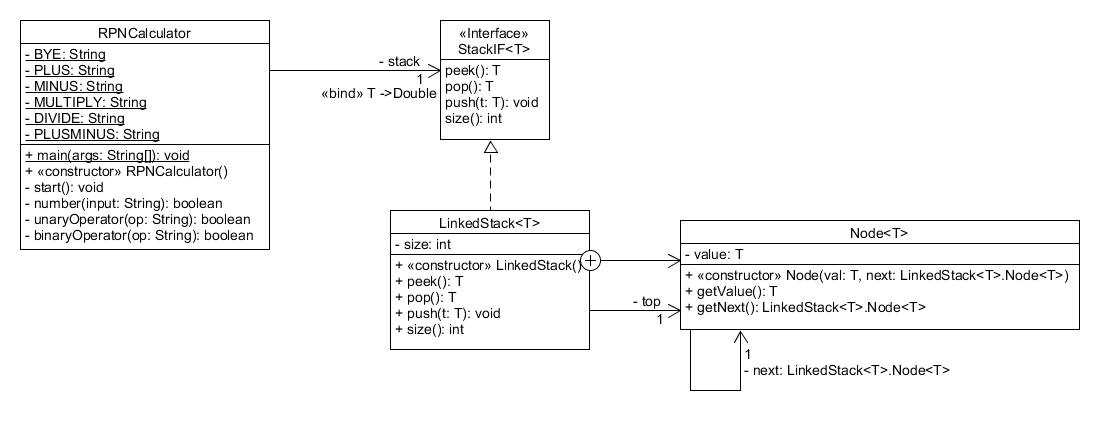 RPNCalculator
- BYE: String
- PLUS: String
- MINUS: String
- MULTIPLY: String
- DIVIDE: String
- PLUSMINUS: String
+ main(args: String[]): void
+ «constructor» RPNCalculator()
- start(): void
- number(input: String): boolean
- unaryOperator(op: String): boolean
- binaryOperator(op: String): boolean
- stack
1
«bind» T ->Double
«Interface»
StackIF<T>
peek(): T
pop(): T
push(t: T): void
size(): int
LinkedStack<T>
- size: int
+ «constructor» LinkedStack()
+ peek(): T
+ pop(): T
+ push(t: T): void
+ size(): int
- top
1
Node<T>
- value: T
+ «constructor» Node(val: T, next: LinkedStack<T>.Node<T>)
+ getValue(): T
+ getNext(): LinkedStack<T>.Node<T>
1
- next: LinkedStack<T>.Node<T>